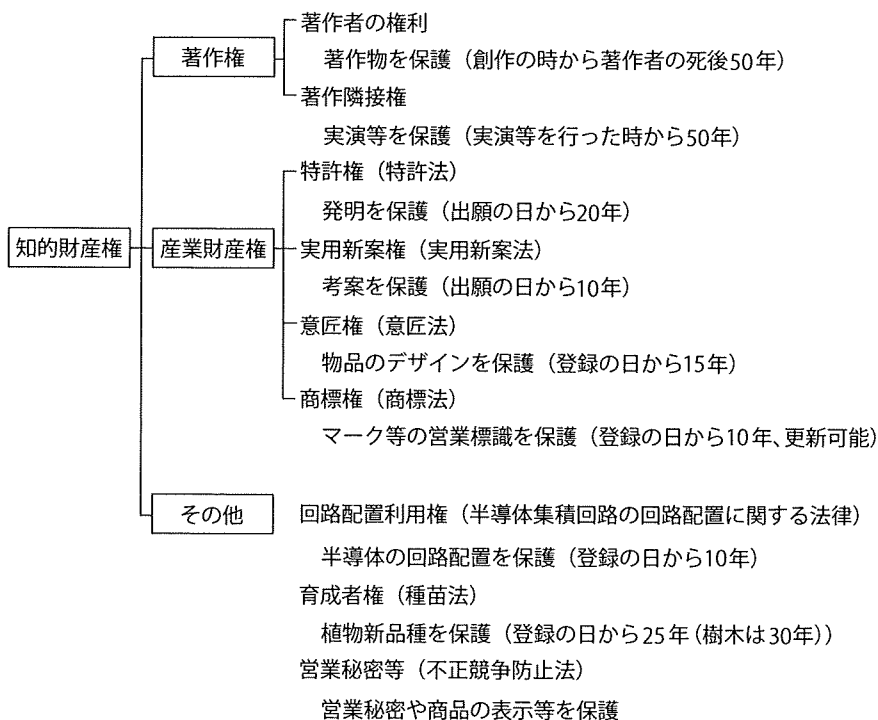 著作権
著作者の権利
著作物を保護（創作の時から著作者の死後50年）
著作隣接権
実演等を保護（実演等を行った時から50年）
知的財産権
産業財産権
特許権（特許法）
発明を保護（出願の日から20年）
実用新案権（実用新案法）
考案を保護（出願の日から10年）
意匠権（意匠法）
物品のデザインを保護（登録の日から15年）
商標権（商標法）
マーク等の営業標識を保護（登録の日から10年、更新可能）
その他
回路配置利用権（半導体集積回路の回路配置に関する法律）
半導体の回路配置を保護（登録の日から10年）
育成者権（種苗法）
植物新品種を保護（登録の日から25年（樹木は30年））
営業秘密等（不正競争防止法）
営業秘密や商品の表示等を保護